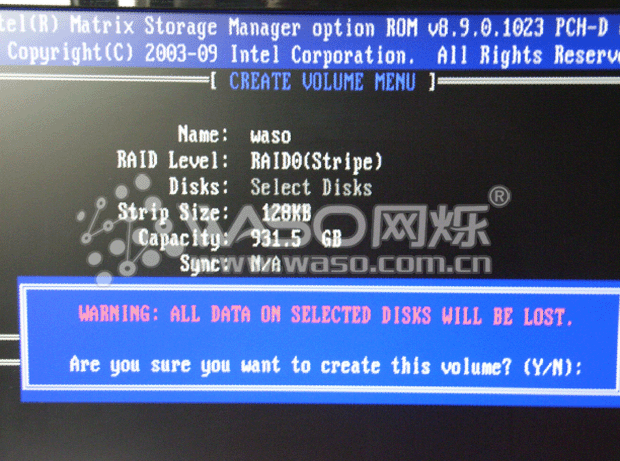 tel(R) Matrix Storage Manager option ROM v8.9.0.1023 PCH-D
Copyright(C) 2003-09 Intel Corporation. All Rights Reserv
[ CREATE VOLUME MENU ]
Name: waso
RAID Level: RAID0(Stripe)
Disks: Select Disks
Strip Size: 128KB
Capacity: 931.5 GB
Sync: N/A
WASO网烁®
www.waso.com.cn
WARNING: ALL DATA ON SELECTED DISKS WILL BE LOST.
Are you sure you want to create this volume? (Y/N):